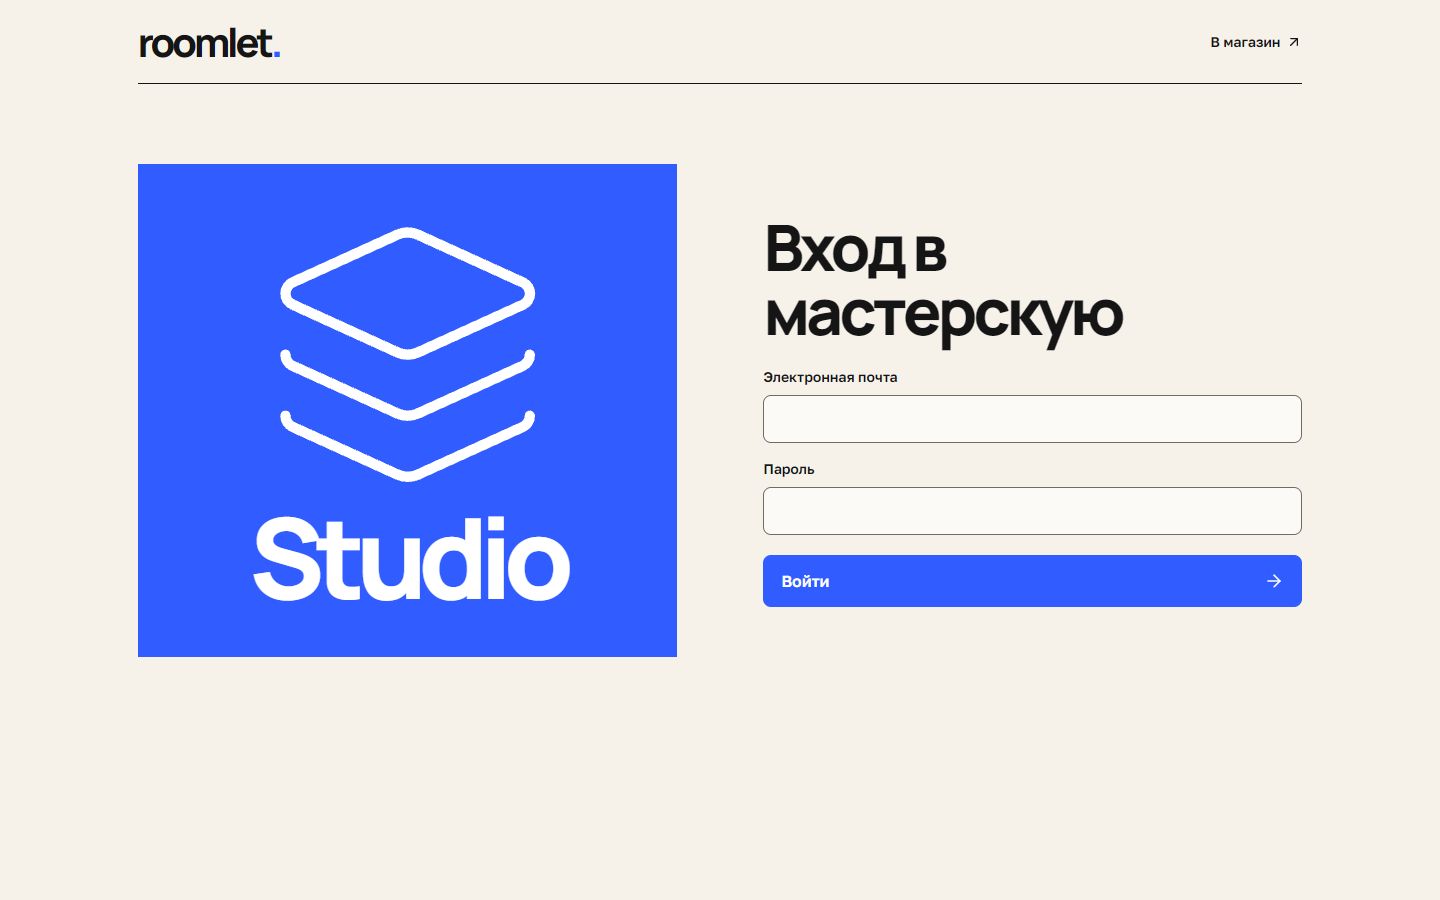 roomlet.
В магазин
Studio
Вход в
мастерскую
Электронная почта
Пароль
Войти